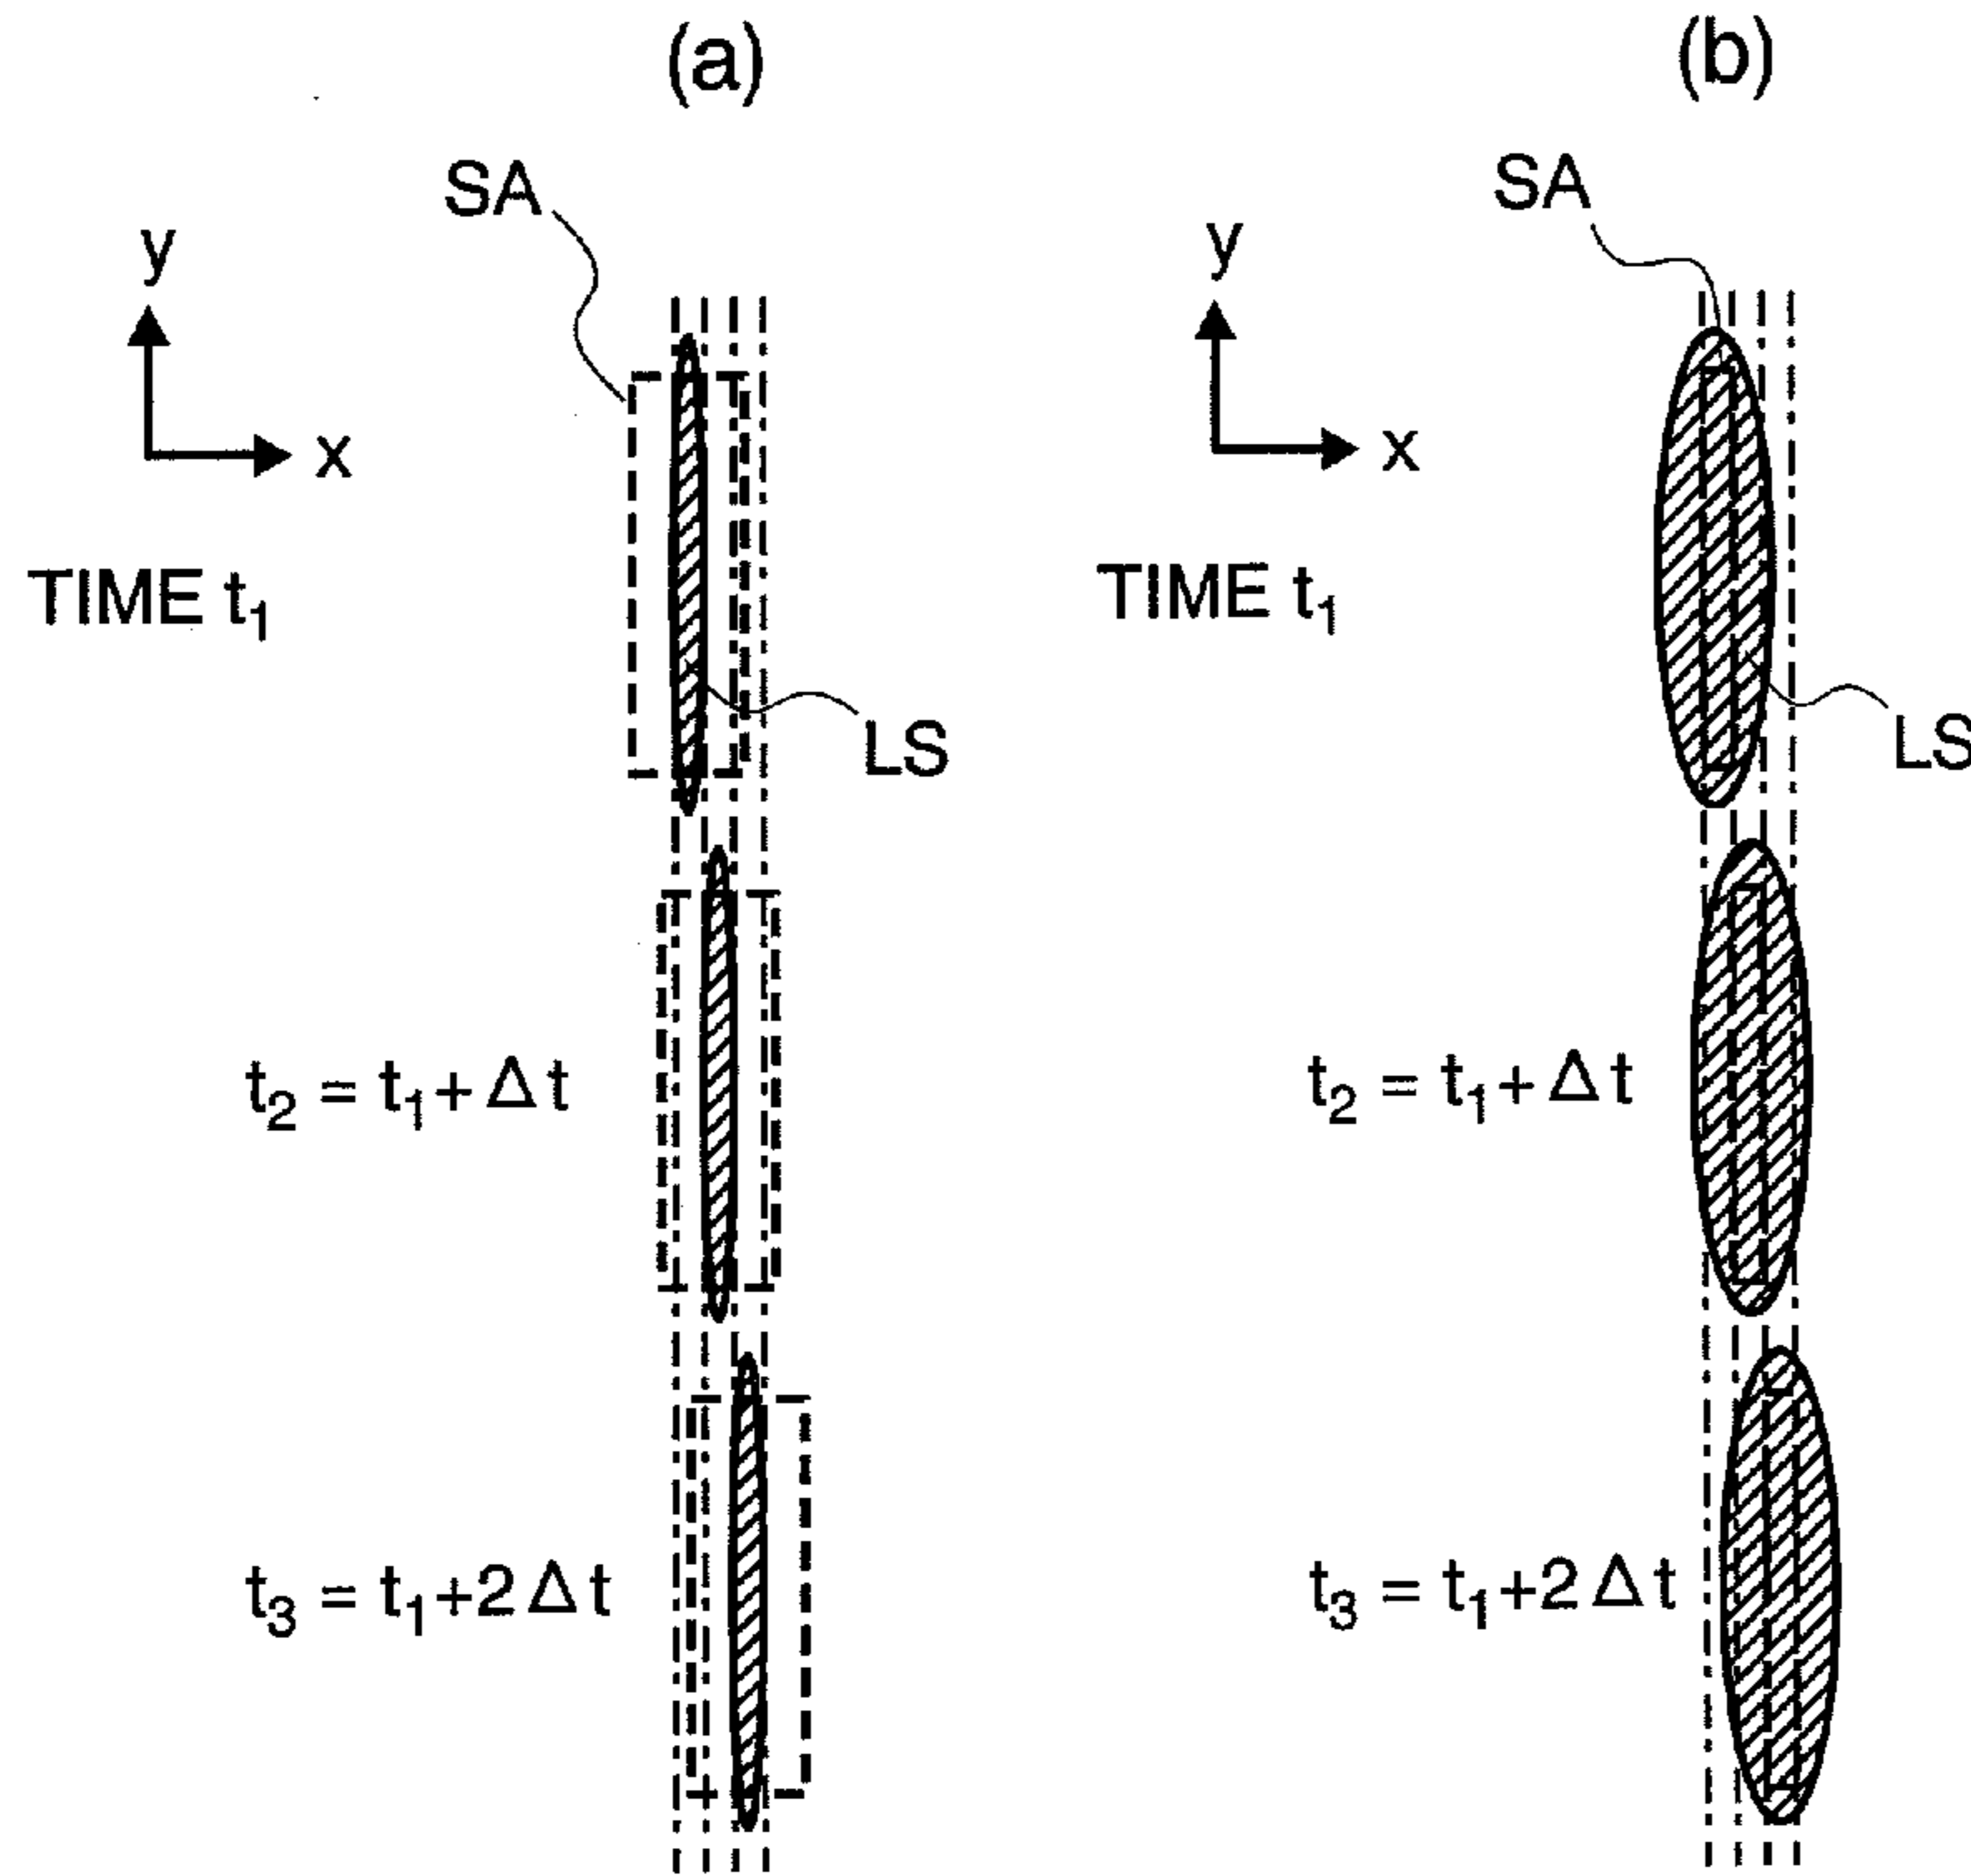 (a)
SA
y
x
TIME t₁
LS
t₂ = t₁+Δt
t₃ = t₁+2Δt
(b)
SA
y
x
TIME t₁
LS
t₂ = t₁+Δt
t₃ = t₁+2Δt